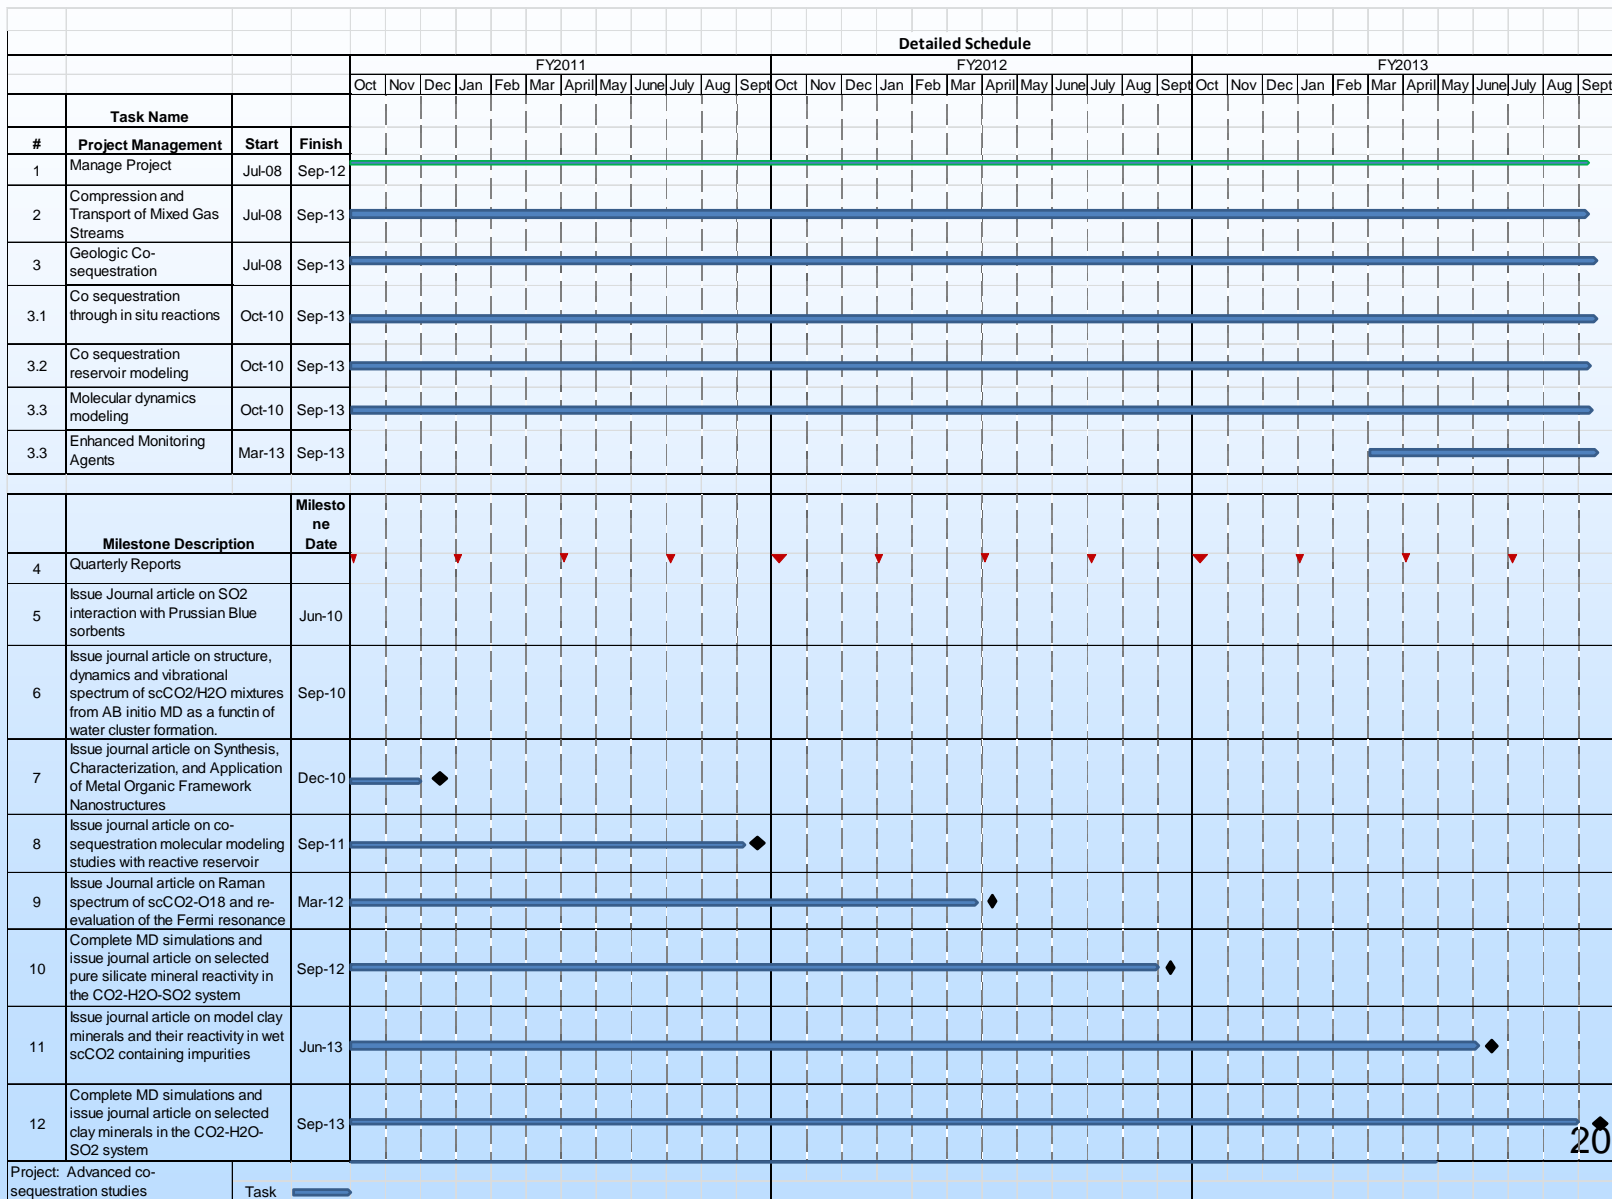 Detailed Schedule
FY2011 FY2012 FY2013
Oct Nov Dec Jan Feb Mar April May June July Aug Sept Oct Nov Dec Jan Feb Mar April May June July Aug Sept Oct Nov Dec Jan Feb Mar April May June July Aug Sept
Task Name
# Project Management Start Finish
1 Manage Project Jul-08 Sep-12
Compression and
2 Transport of Mixed Gas Jul-08 Sep-13
Streams
Geologic Co-
3 sequestration Jul-08 Sep-13
Co sequestration
3.1 through in situ reactions Oct-10 Sep-13
Co sequestration
3.2 reservoir modeling Oct-10 Sep-13
Molecular dynamics
3.3 modeling Oct-10 Sep-13
Enhanced Monitoring
3.3 Agents Mar-13 Sep-13
Milesto
ne
Milestone Description Date
4 Quarterly Reports
Issue Journal article on SO2
5 interaction with Prussian Blue Jun-10
sorbents
Issue journal article on structure,
dynamics and vibrational
6 spectrum of scCO2/H2O mixtures Sep-10
from AB initio MD as a functin of
water cluster formation.
Issue journal article on Synthesis,
7 Characterization, and Application Dec-10
of Metal Organic Framework
Nanostructures
Issue journal article on co-
8 sequestration molecular modeling Sep-11
studies with reactive reservoir
Issue Journal article on Raman
9 spectrum of scCO2-O18 and re- Mar-12
evaluation of the Fermi resonance
Complete MD simulations and
issue journal article on selected
10 pure silicate mineral reactivity in Sep-12
the CO2-H2O-SO2 system
Issue journal article on model clay
minerals and their reactivity in wet
11 scCO2 containing impurities Jun-13
Complete MD simulations and
issue journal article on selected
12 clay minerals in the CO2-H2O- Sep-13
SO2 system
20
Project: Advanced co-
sequestration studies Task